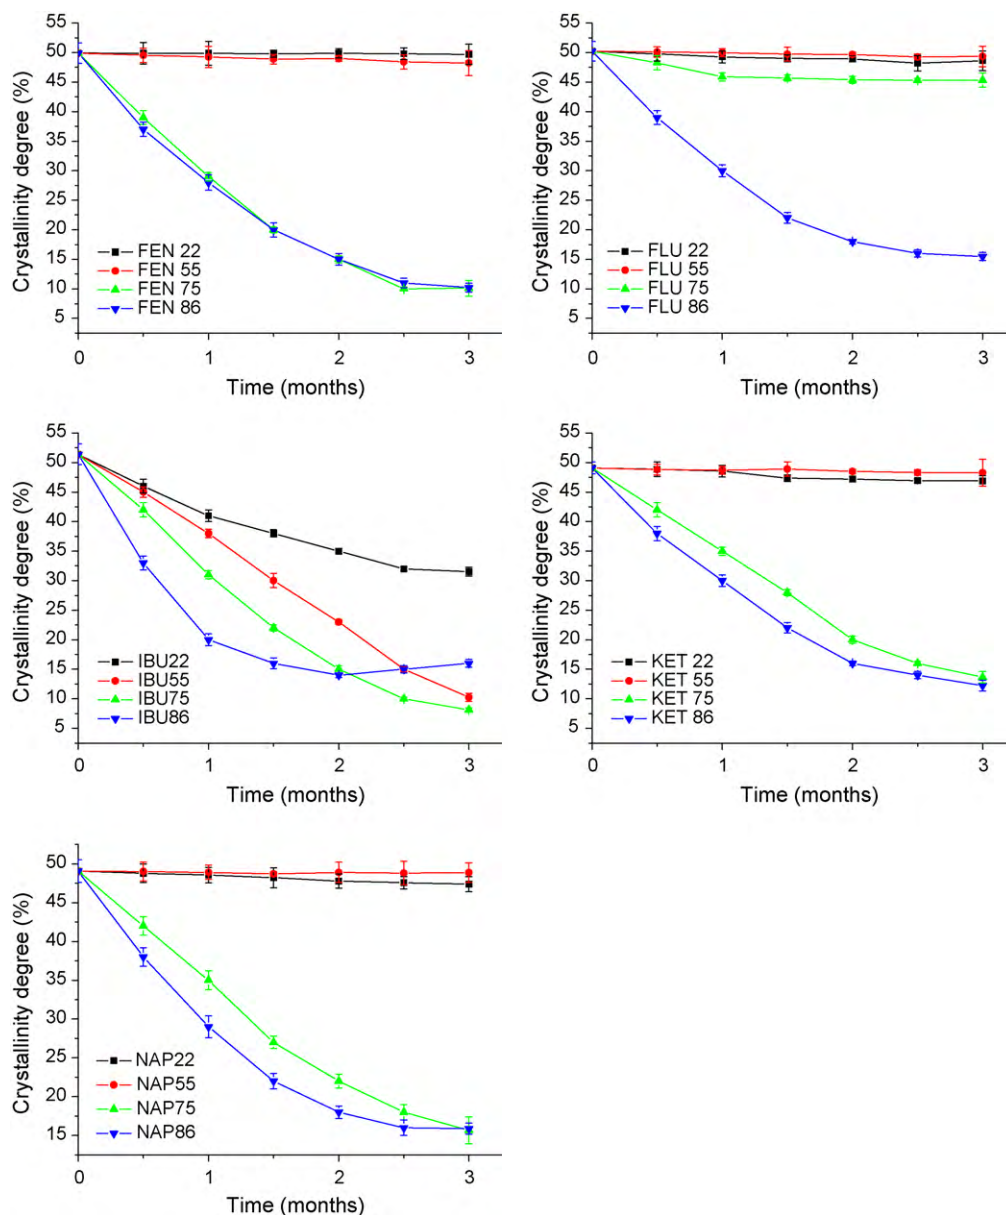 Crystallinity degree (%)
55
50
45
40
35
30
25
20
15
10
5
FEN 22
FEN 55
FEN 75
FEN 86
0 1 2 3
Time (months)
Crystallinity degree (%)
55
50
45
40
35
30
25
20
15
10
5
FLU 22
FLU 55
FLU 75
FLU 86
0 1 2 3
Time (months)
Crystallinity degree (%)
55
50
45
40
35
30
25
20
15
10
5
IBU22
IBU55
IBU75
IBU86
0 1 2 3
Time (months)
Crystallinity degree (%)
55
50
45
40
35
30
25
20
15
10
5
KET 22
KET 55
KET 75
KET 86
0 1 2 3
Time (months)
Crystallinity degree (%)
50
45
40
35
30
25
20
15
NAP22
NAP55
NAP75
NAP86
0 1 2 3
Time (months)